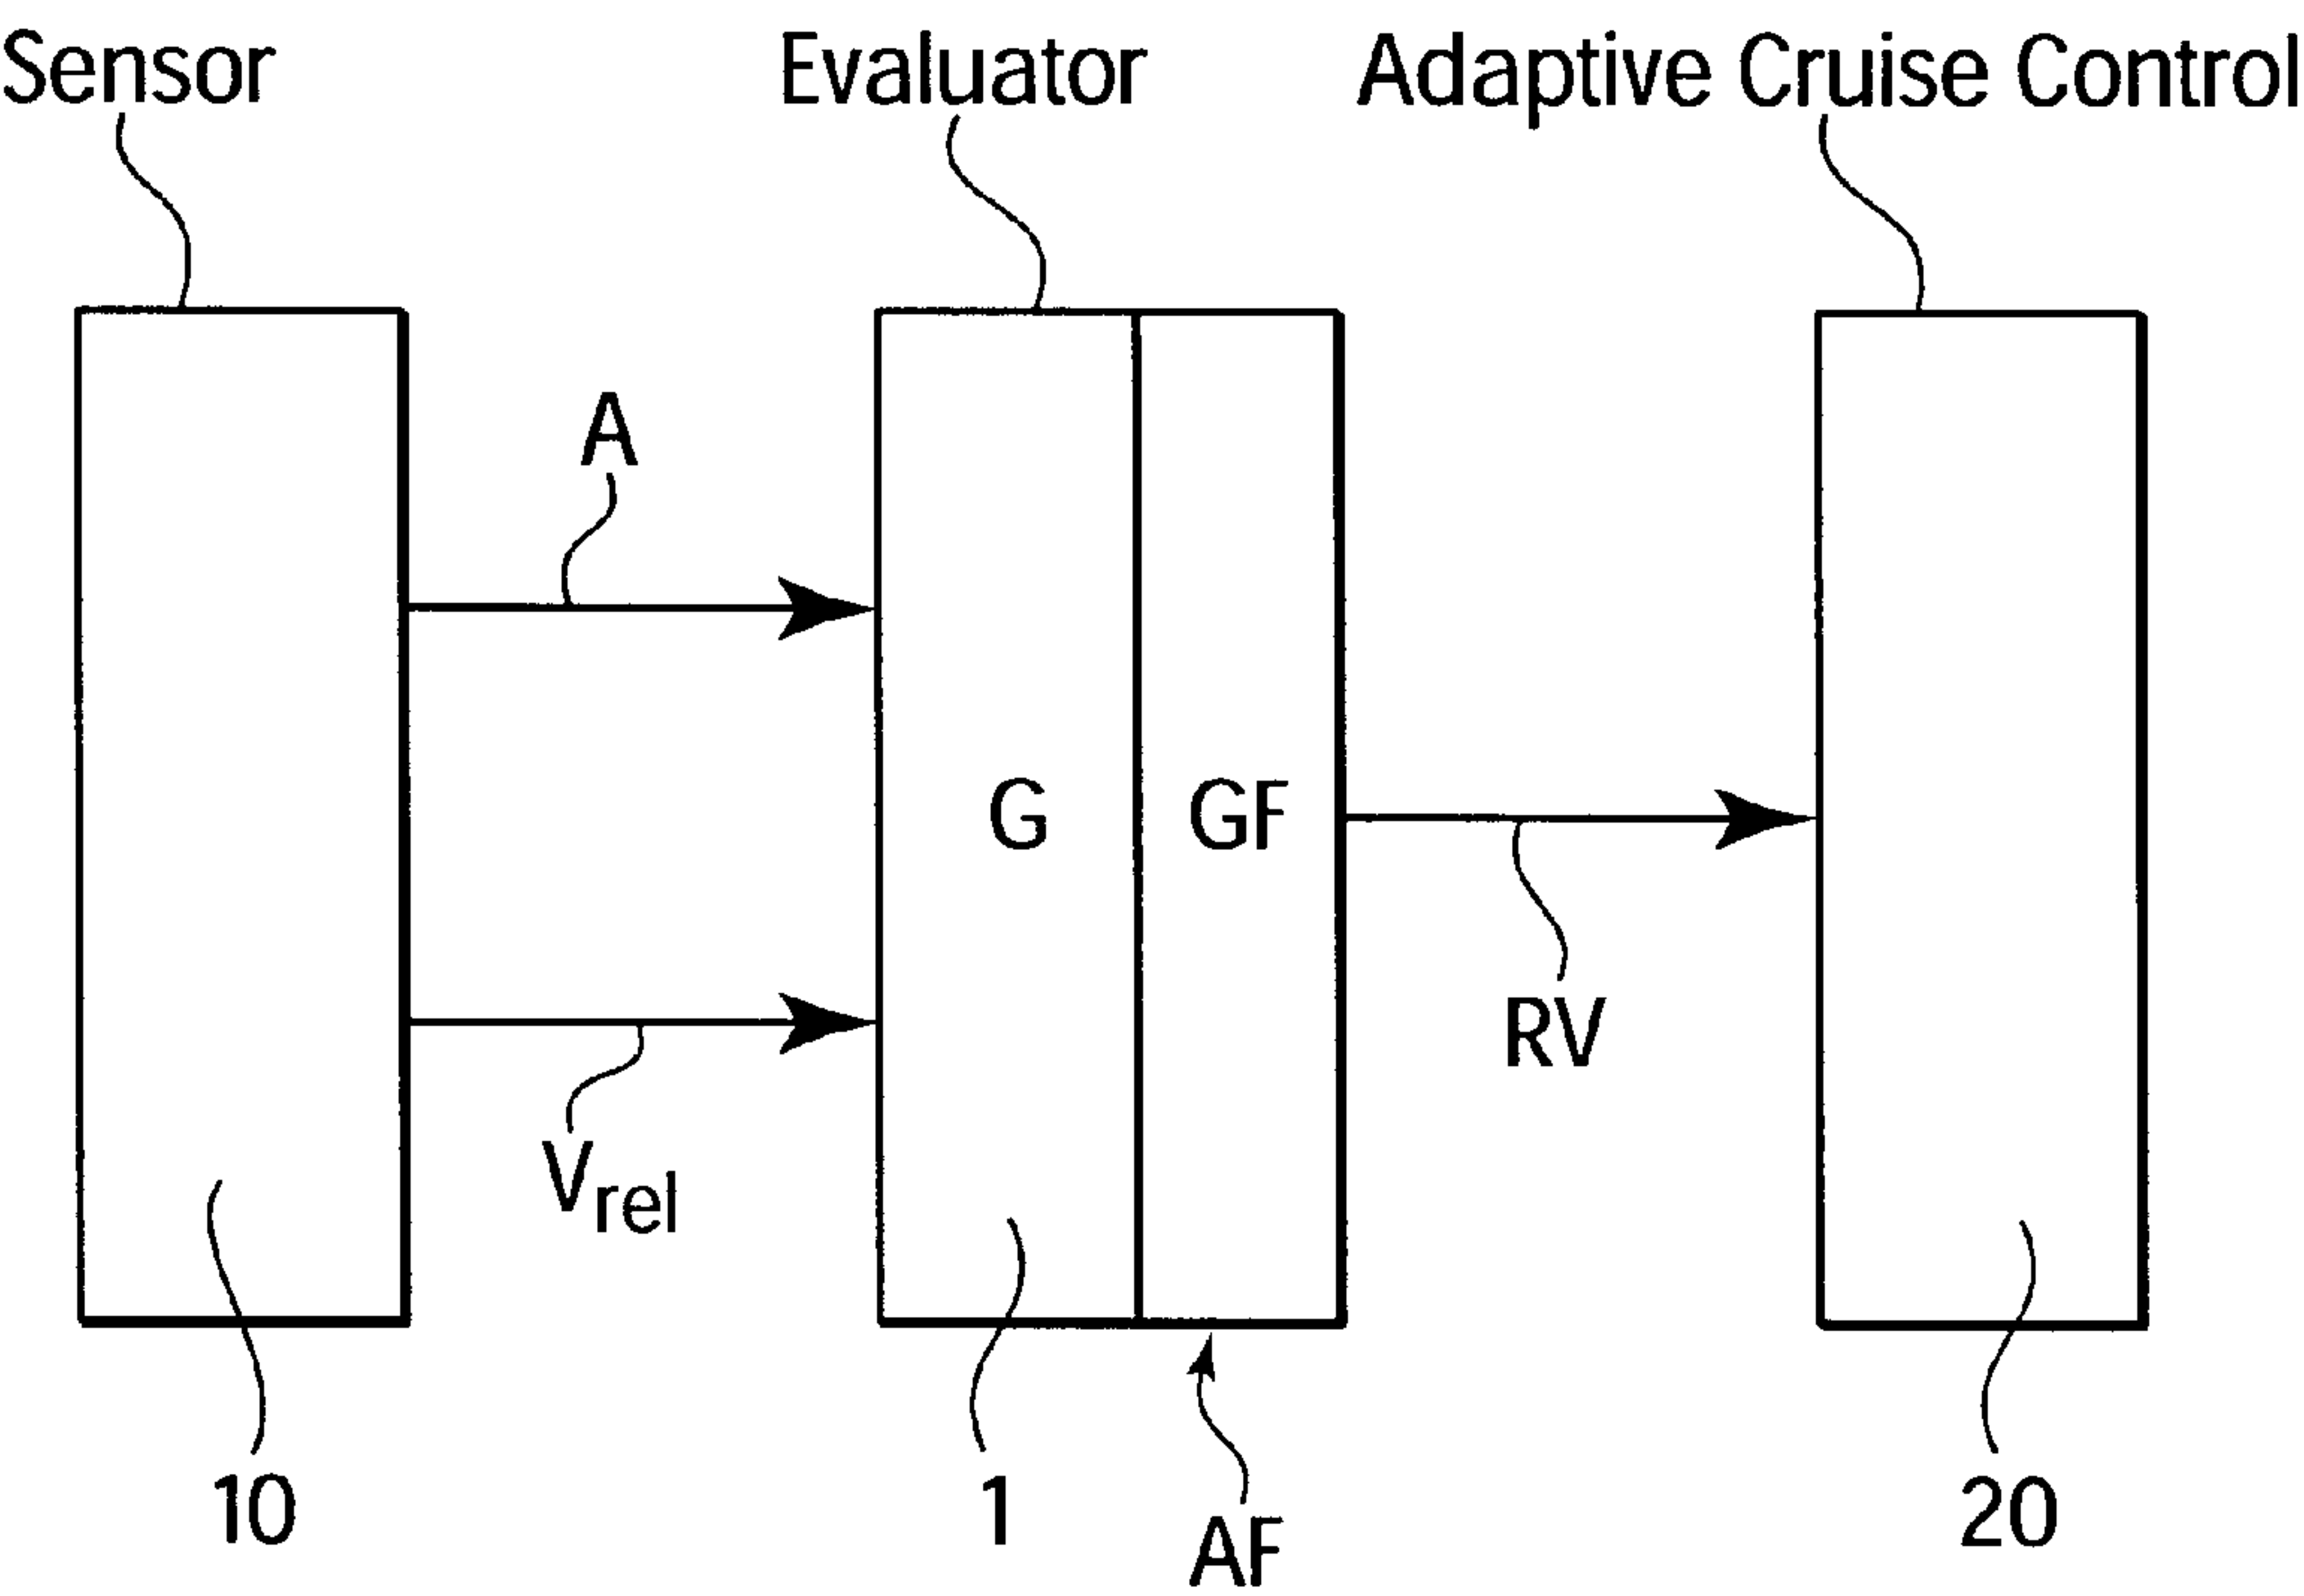 Sensor
Evaluator
Adaptive Cruise Control
A
G
GF
RV
Vrel
10
1
AF
20